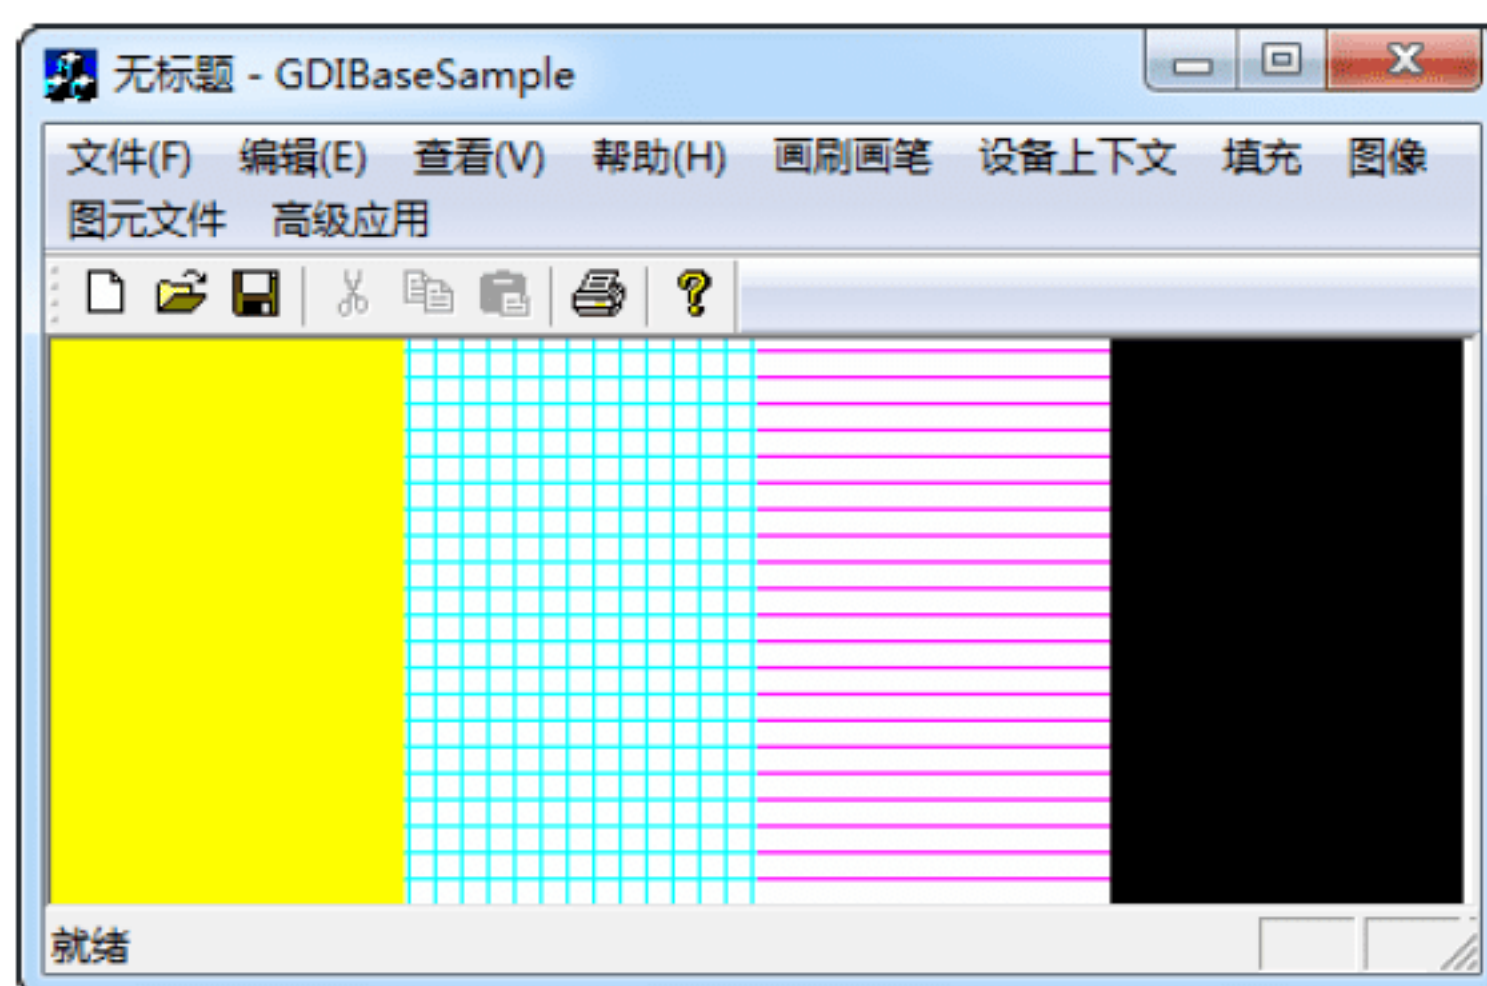 无标题 - GDIBaseSample
文件(F) 编辑(E) 查看(V) 帮助(H) 画刷画笔 设备上下文 填充 图像
图元文件 高级应用
就绪